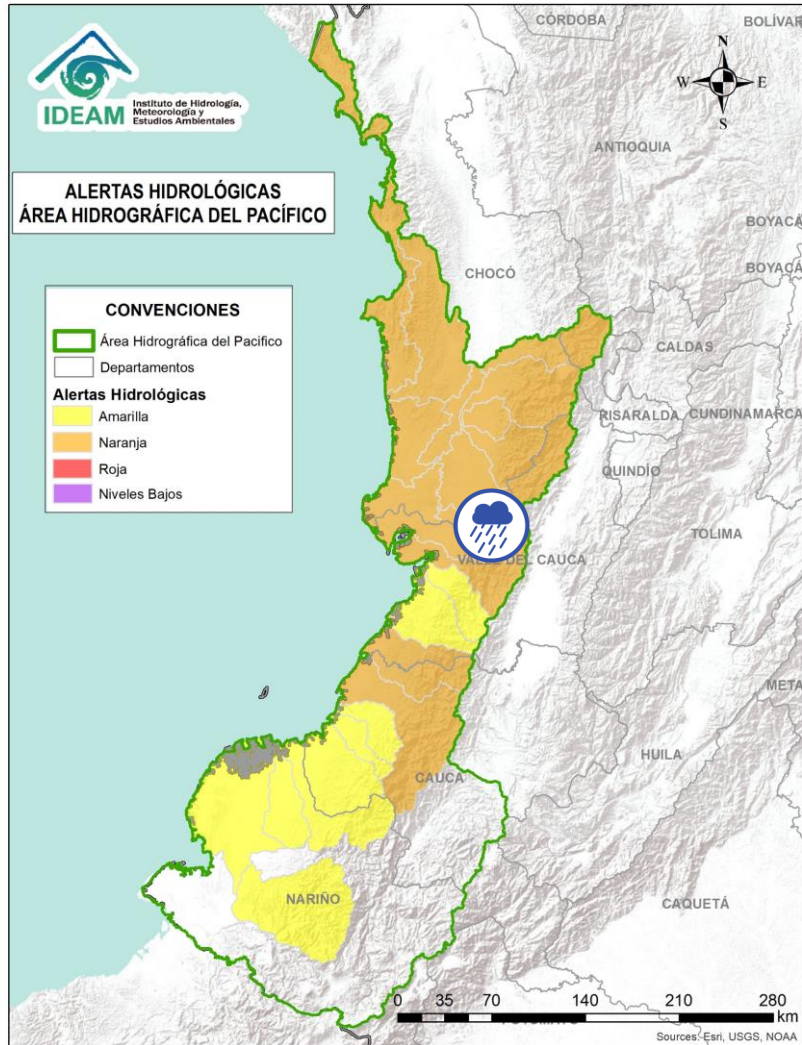 CÓRDOBA
BOLÍVAR
IDEAM
Instituto de Hidrología,
Meteorología y
Estudios Ambientales
N
W
E
S
ANTIOQUIA
ALERTAS HIDROLÓGICAS
ÁREA HIDROGRÁFICA DEL PACÍFICO
BOYACÁ
BOYACÁ
CHOCÓ
CONVENCIONES
Área Hidrográfica del Pacifico
Departamentos
Alertas Hidrológicas
Amarilla
Naranja
Roja
Niveles Bajos
CALDAS
RISARALDA
CUNDINAMARCA
QUINDÍO
TOLIMA
DEL CAUCA
META
HUILA
CAUCA
NARIÑO
CAQUETÁ
0 35 70 140 210 280
km
Sources: Esri, USGS, NOAA